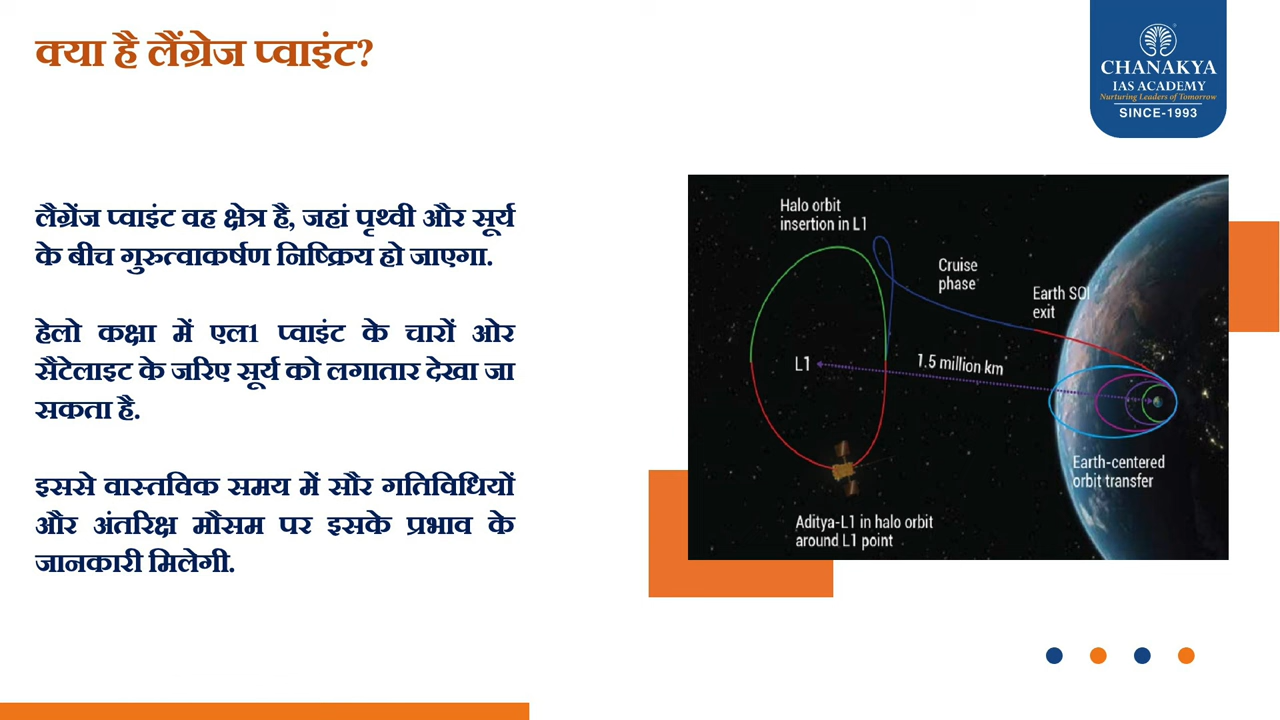 क्या है लैंग्रेज प्वाइंट?
CHANAKYA
IAS ACADEMY
Nurturing Leaders of Tomorrow
SINCE-1993
लैग्रेंज प्वाइंट वह क्षेत्र है, जहां पृथ्वी और सूर्य
के बीच गुरुत्वाकर्षण निष्क्रिय हो जाएगा.
हेलो कक्षा में एल1 प्वाइंट के चारों ओर
सैटेलाइट के जरिए सूर्य को लगातार देखा जा
सकता है.
इससे वास्तविक समय में सौर गतिविधियों
और अंतरिक्ष मौसम पर इसके प्रभाव के
जानकारी मिलेगी.
Halo orbit
insertion in L1
Cruise
phase
Earth SOI
exit
L1
1.5 million km
Earth-centered
orbit transfer
Aditya-L1 in halo orbit
around L1 point